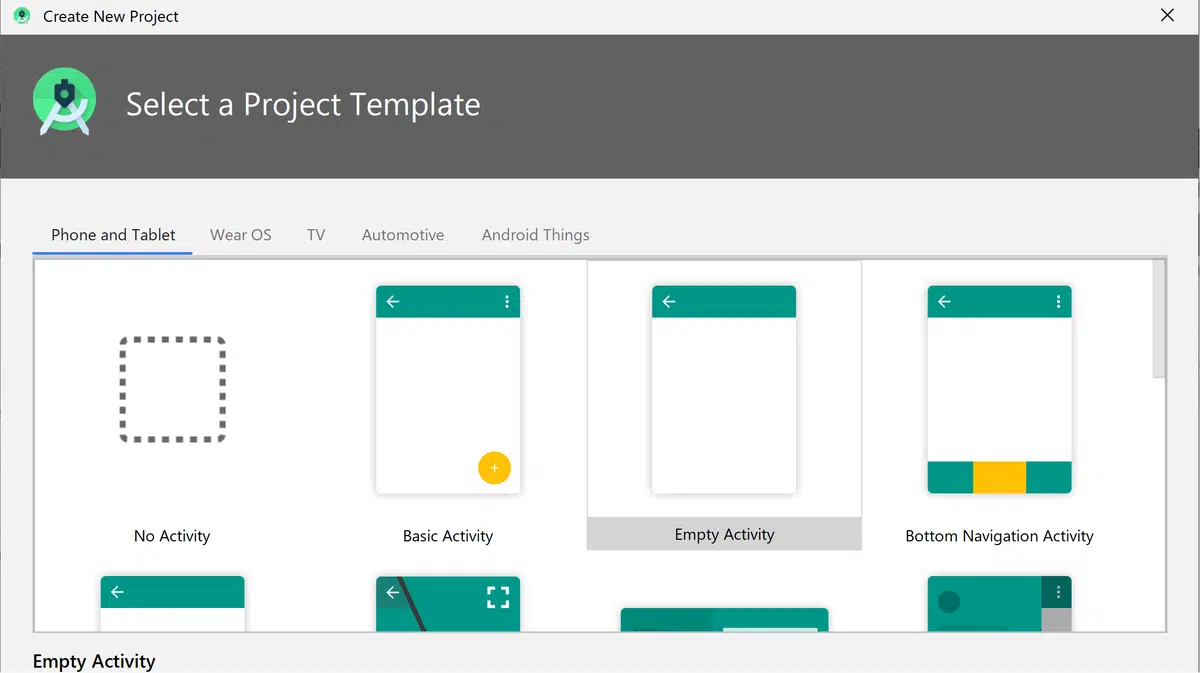 Create New Project
Select a Project Template
Phone and Tablet Wear OS TV Automotive Android Things
No Activity Basic Activity Empty Activity Bottom Navigation Activity
Empty Activity